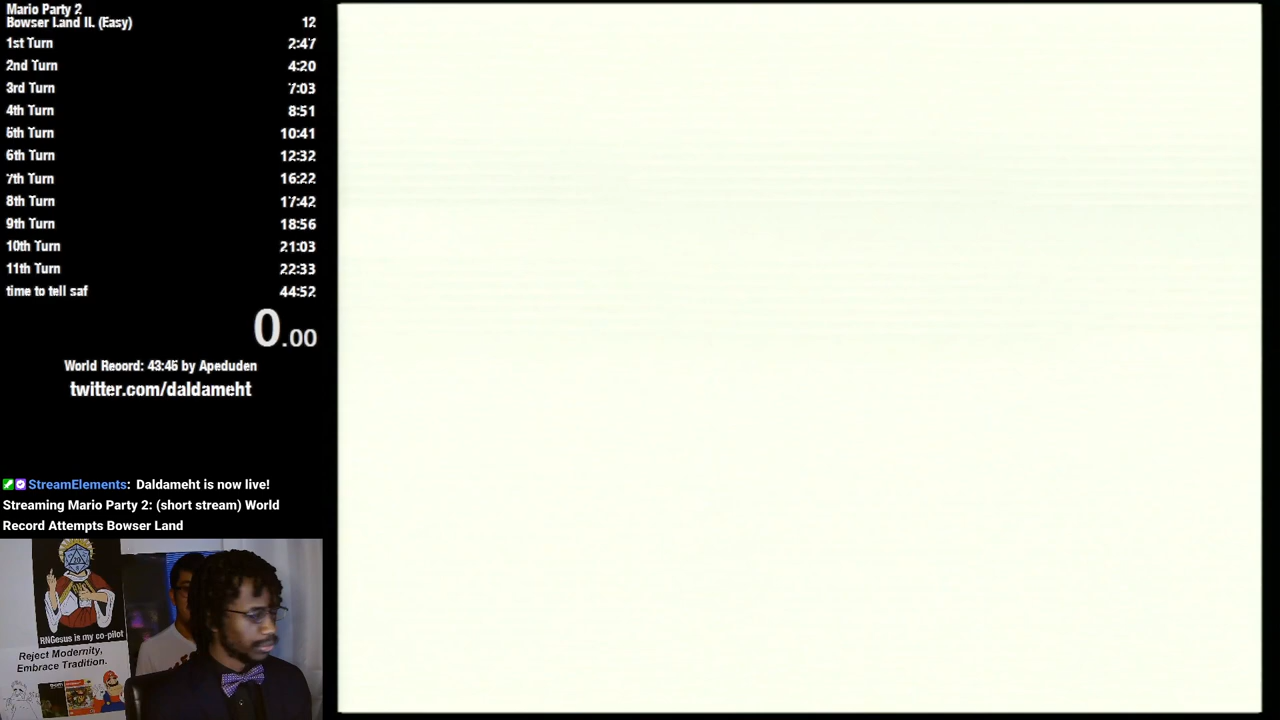 Mario Party 2
Bowser Land IL (Easy) 12
1st Turn 2:47
2nd Turn 4:20
3rd Turn 7:03
4th Turn 8:51
5th Turn 10:41
6th Turn 12:32
7th Turn 16:22
8th Turn 17:42
9th Turn 18:56
10th Turn 21:03
11th Turn 22:33
time to tell saf 44:52
0.00
World Record: 43:45 by Apeduden
twitter.com/daldameht
StreamElements: Daldameht is now live!
Streaming Mario Party 2: (short stream) World
Record Attempts Bowser Land
RNGesus is my co-pilot
Reject Modernity,
Embrace Tradition.